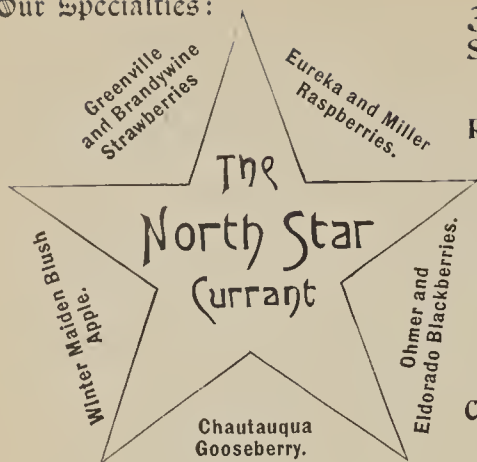 Our Specialties:
Greenville
and Brandywine
Strawberries
Eureka and Miller
Raspberries.
The
North Star
Currant
Winter Maiden Blush
Apple.
Ohmer and
Eldorado Blackberries.
Chautauqua
Gooseberry.